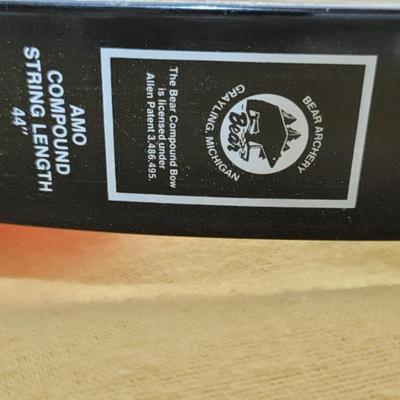 BEAR ARCHERY
Bear
GRAYLING, MICHIGAN
The Bear Compound Bow
is licensed under
Allen Patent 3,486,495.
AMO
COMPOUND
STRING LENGTH
44"